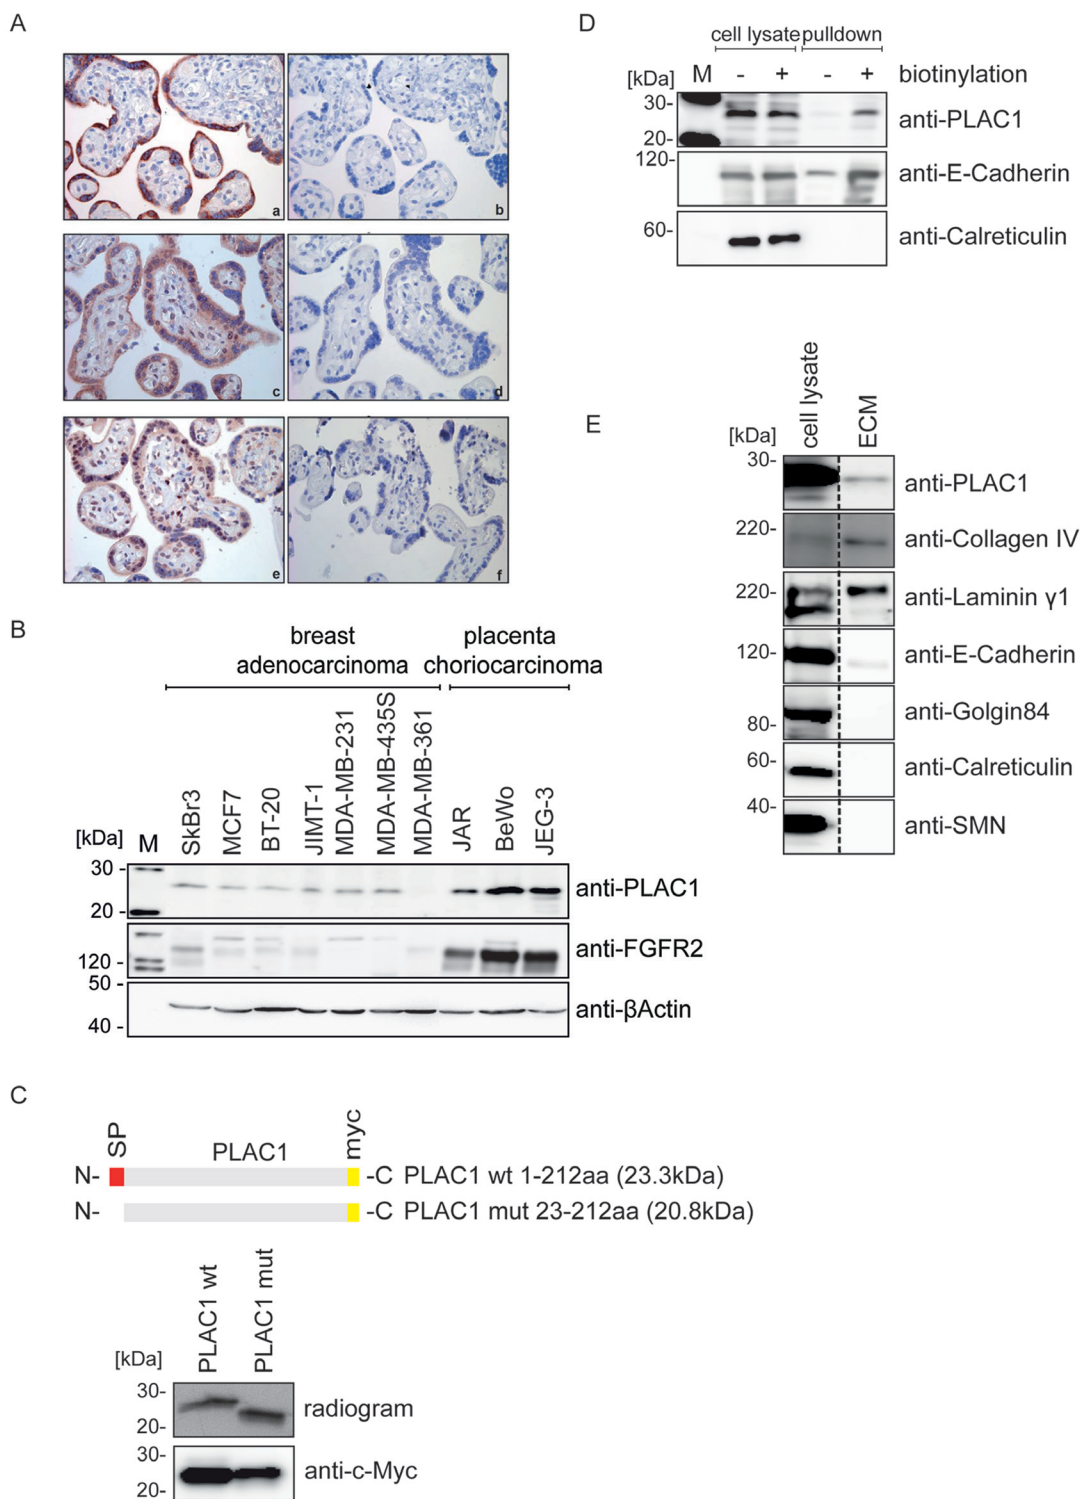 A
a
b
c
d
e
f
B
breast adenocarcinoma
placenta choriocarcinoma
[kDa]
M
SkBr3
MCF7
BT-20
JIMT-1
MDA-MB-231
MDA-MB-435S
MDA-MB-361
JAR
BeWo
JEG-3
30 -
20 -
anti-PLAC1
120 -
anti-FGFR2
50 -
40 -
anti-βActin
C
SP
PLAC1
myc
N-
-C PLAC1 wt 1-212aa (23.3kDa)
N-
-C PLAC1 mut 23-212aa (20.8kDa)
PLAC1 wt
PLAC1 mut
[kDa]
30-
20-
radiogram
30-
20-
anti-c-Myc
D
cell lysate pulldown
[kDa] M - + - + biotinylation
30-
20-
anti-PLAC1
120-
anti-E-Cadherin
60-
anti-Calreticulin
E
[kDa]
cell lysate
ECM
30-
anti-PLAC1
220-
anti-Collagen IV
220-
anti-Laminin γ1
120-
anti-E-Cadherin
80-
anti-Golgin84
60-
anti-Calreticulin
40-
anti-SMN